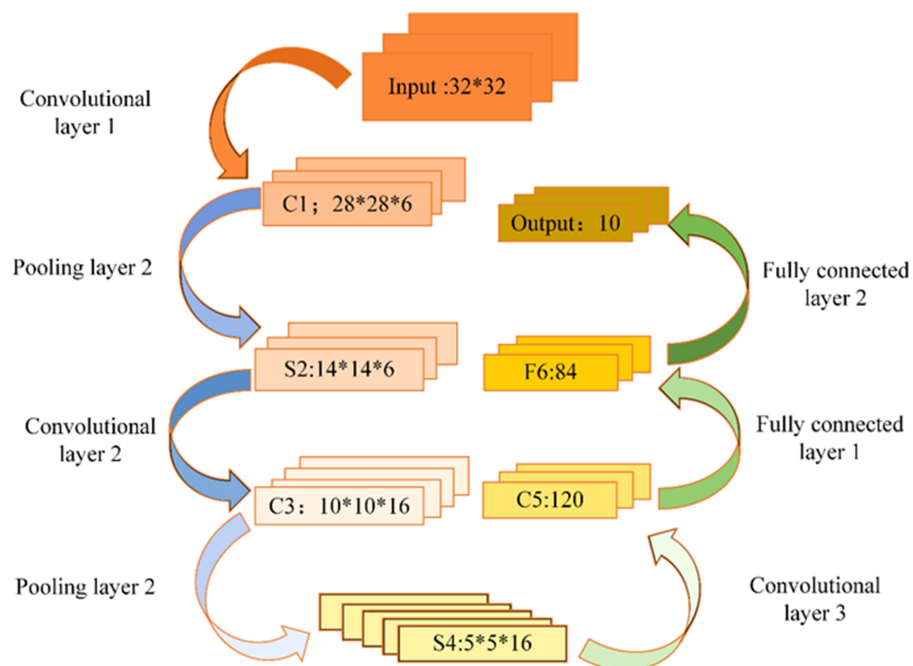 Input :32*32
Convolutional
layer 1
C1；28*28*6
Pooling layer 2
S2:14*14*6
Convolutional
layer 2
C3：10*10*16
Pooling layer 2
S4:5*5*16
Convolutional
layer 3
C5:120
Fully connected
layer 1
F6:84
Fully connected
layer 2
Output：10